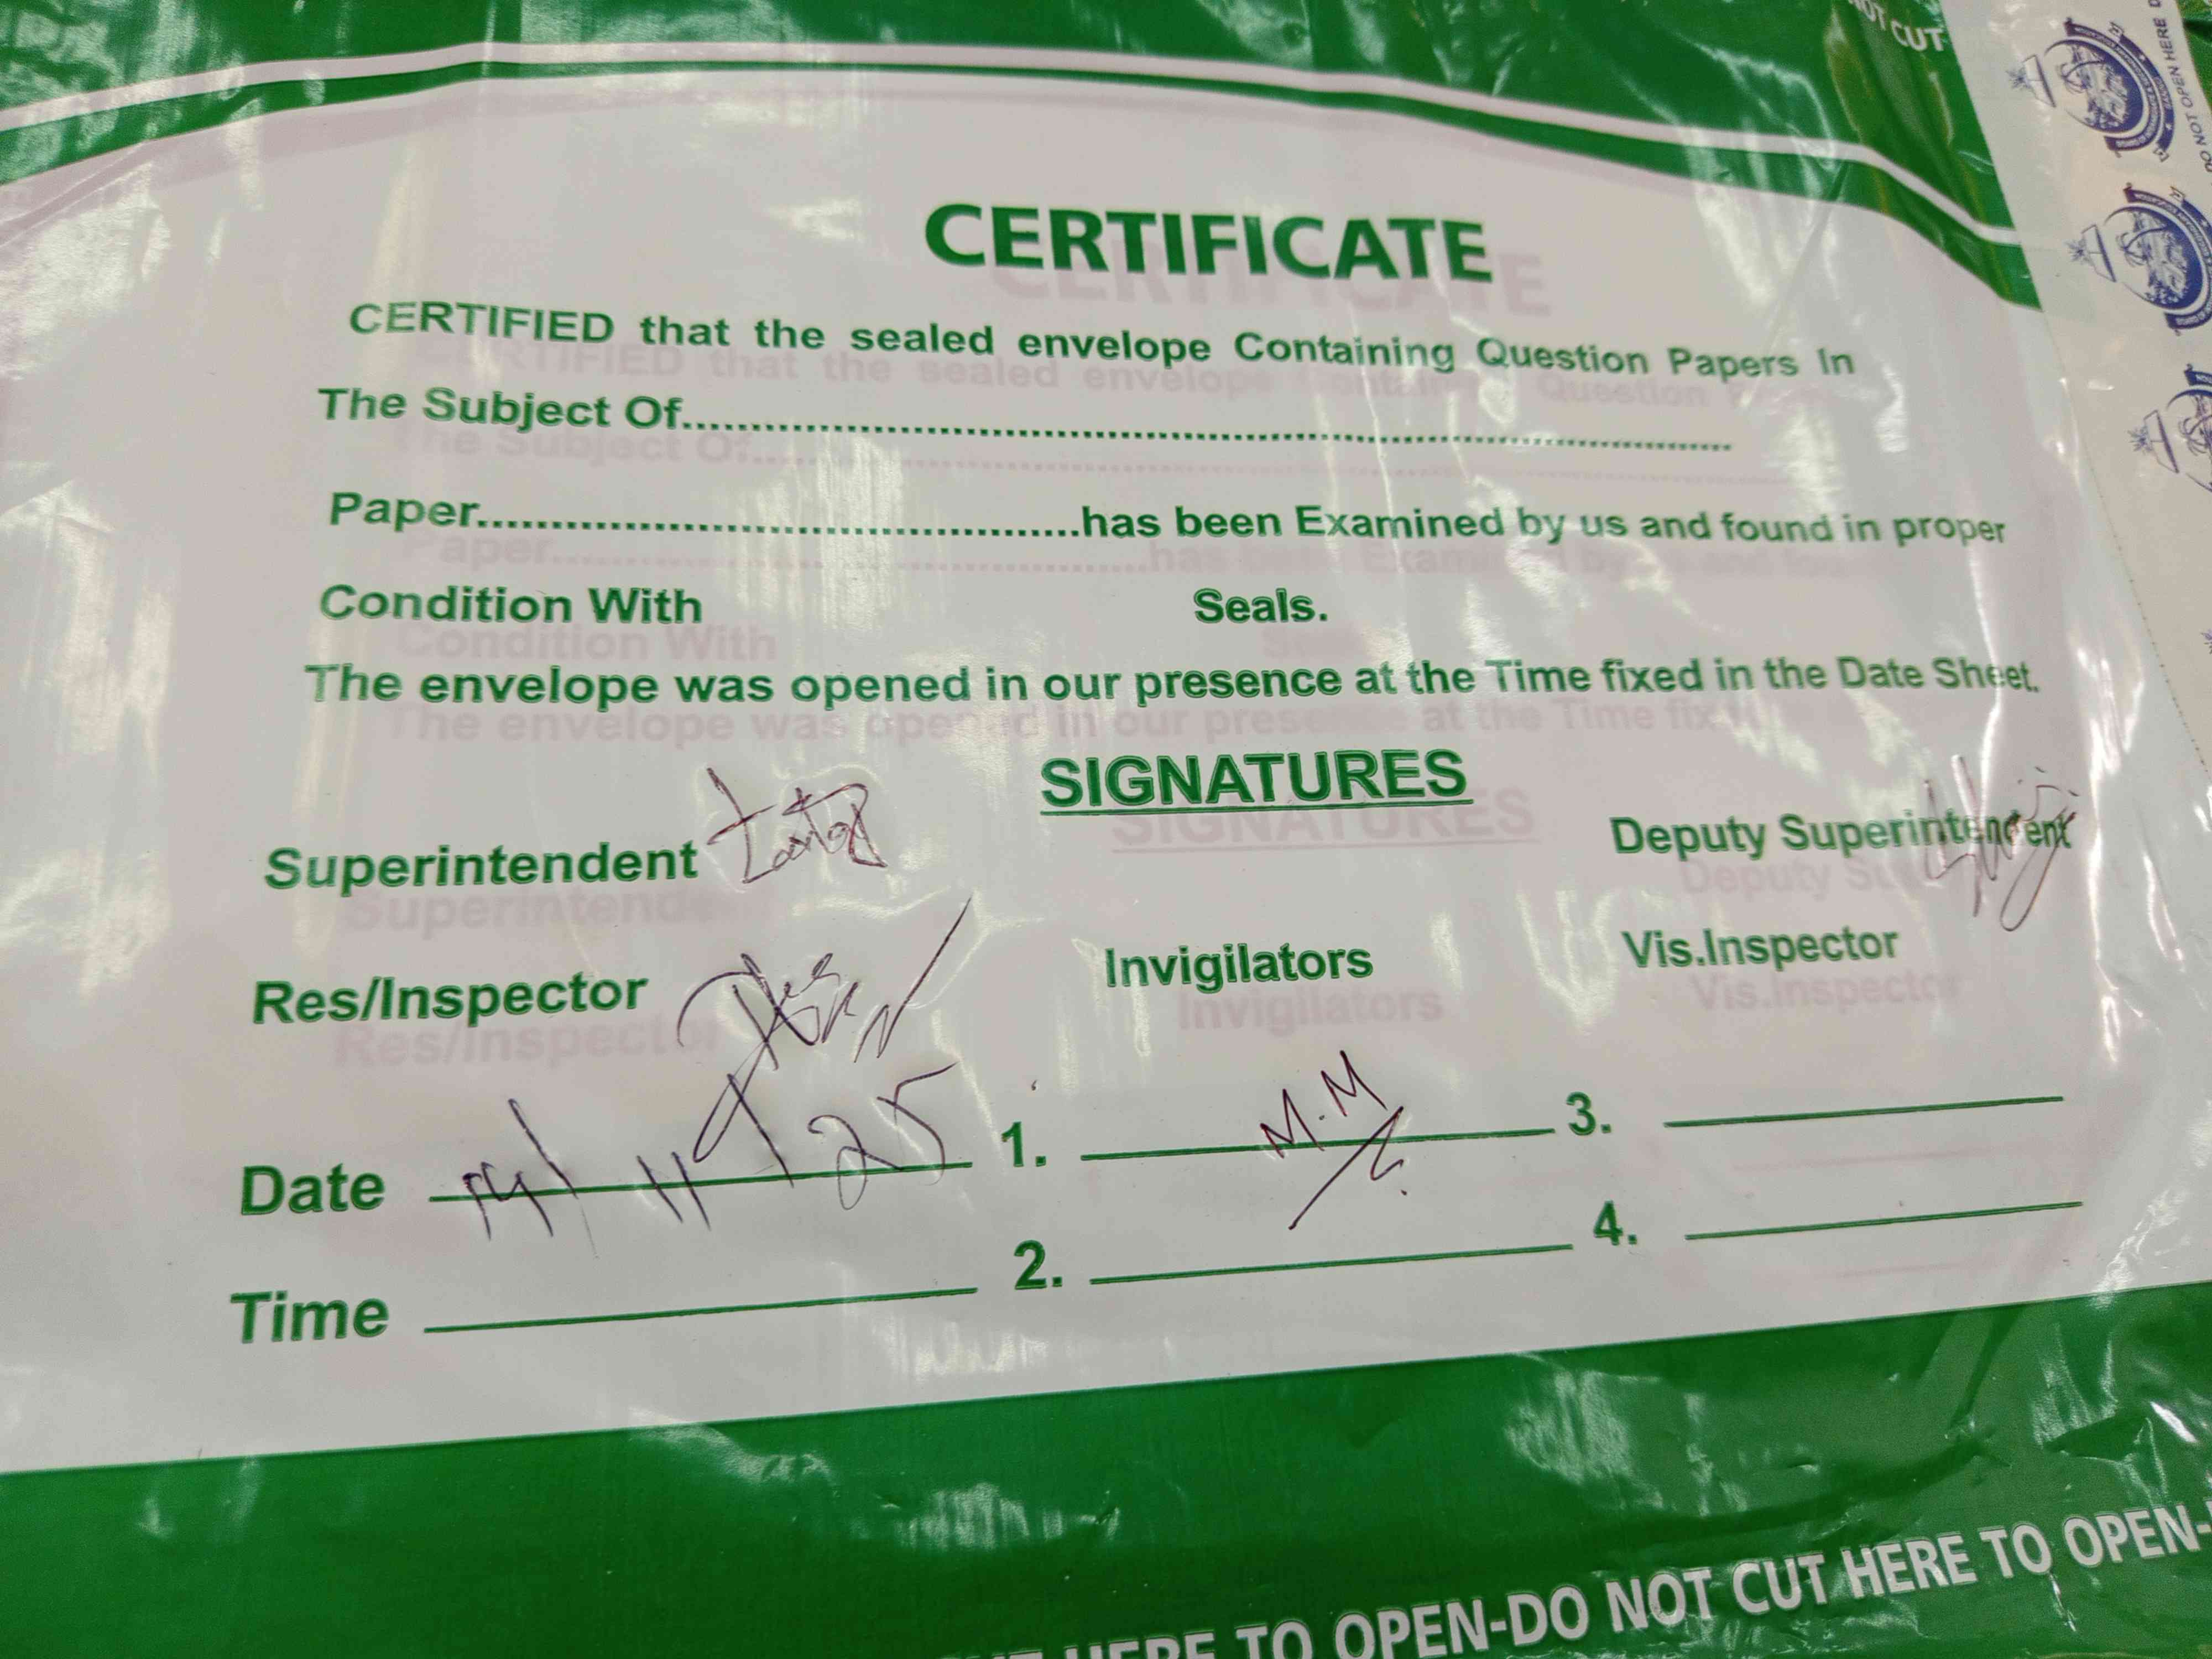 NOT CUT
DO NOT OPEN HERE
CERTIFICATE
CERTIFIED that the sealed envelope Containing Question Papers In
The Subject Of..........................................................................................
Paper..........................................has been Examined by us and found in proper
Condition With Seals.
The envelope was opened in our presence at the Time fixed in the Date Sheet.
SIGNATURES
Superintendent Deputy Superintendent
Res/Inspector Invigilators Vis.Inspector
Date 25 1. M.M 3.
Time 2. 4.
HERE TO OPEN-DO NOT CUT HERE TO OPEN-